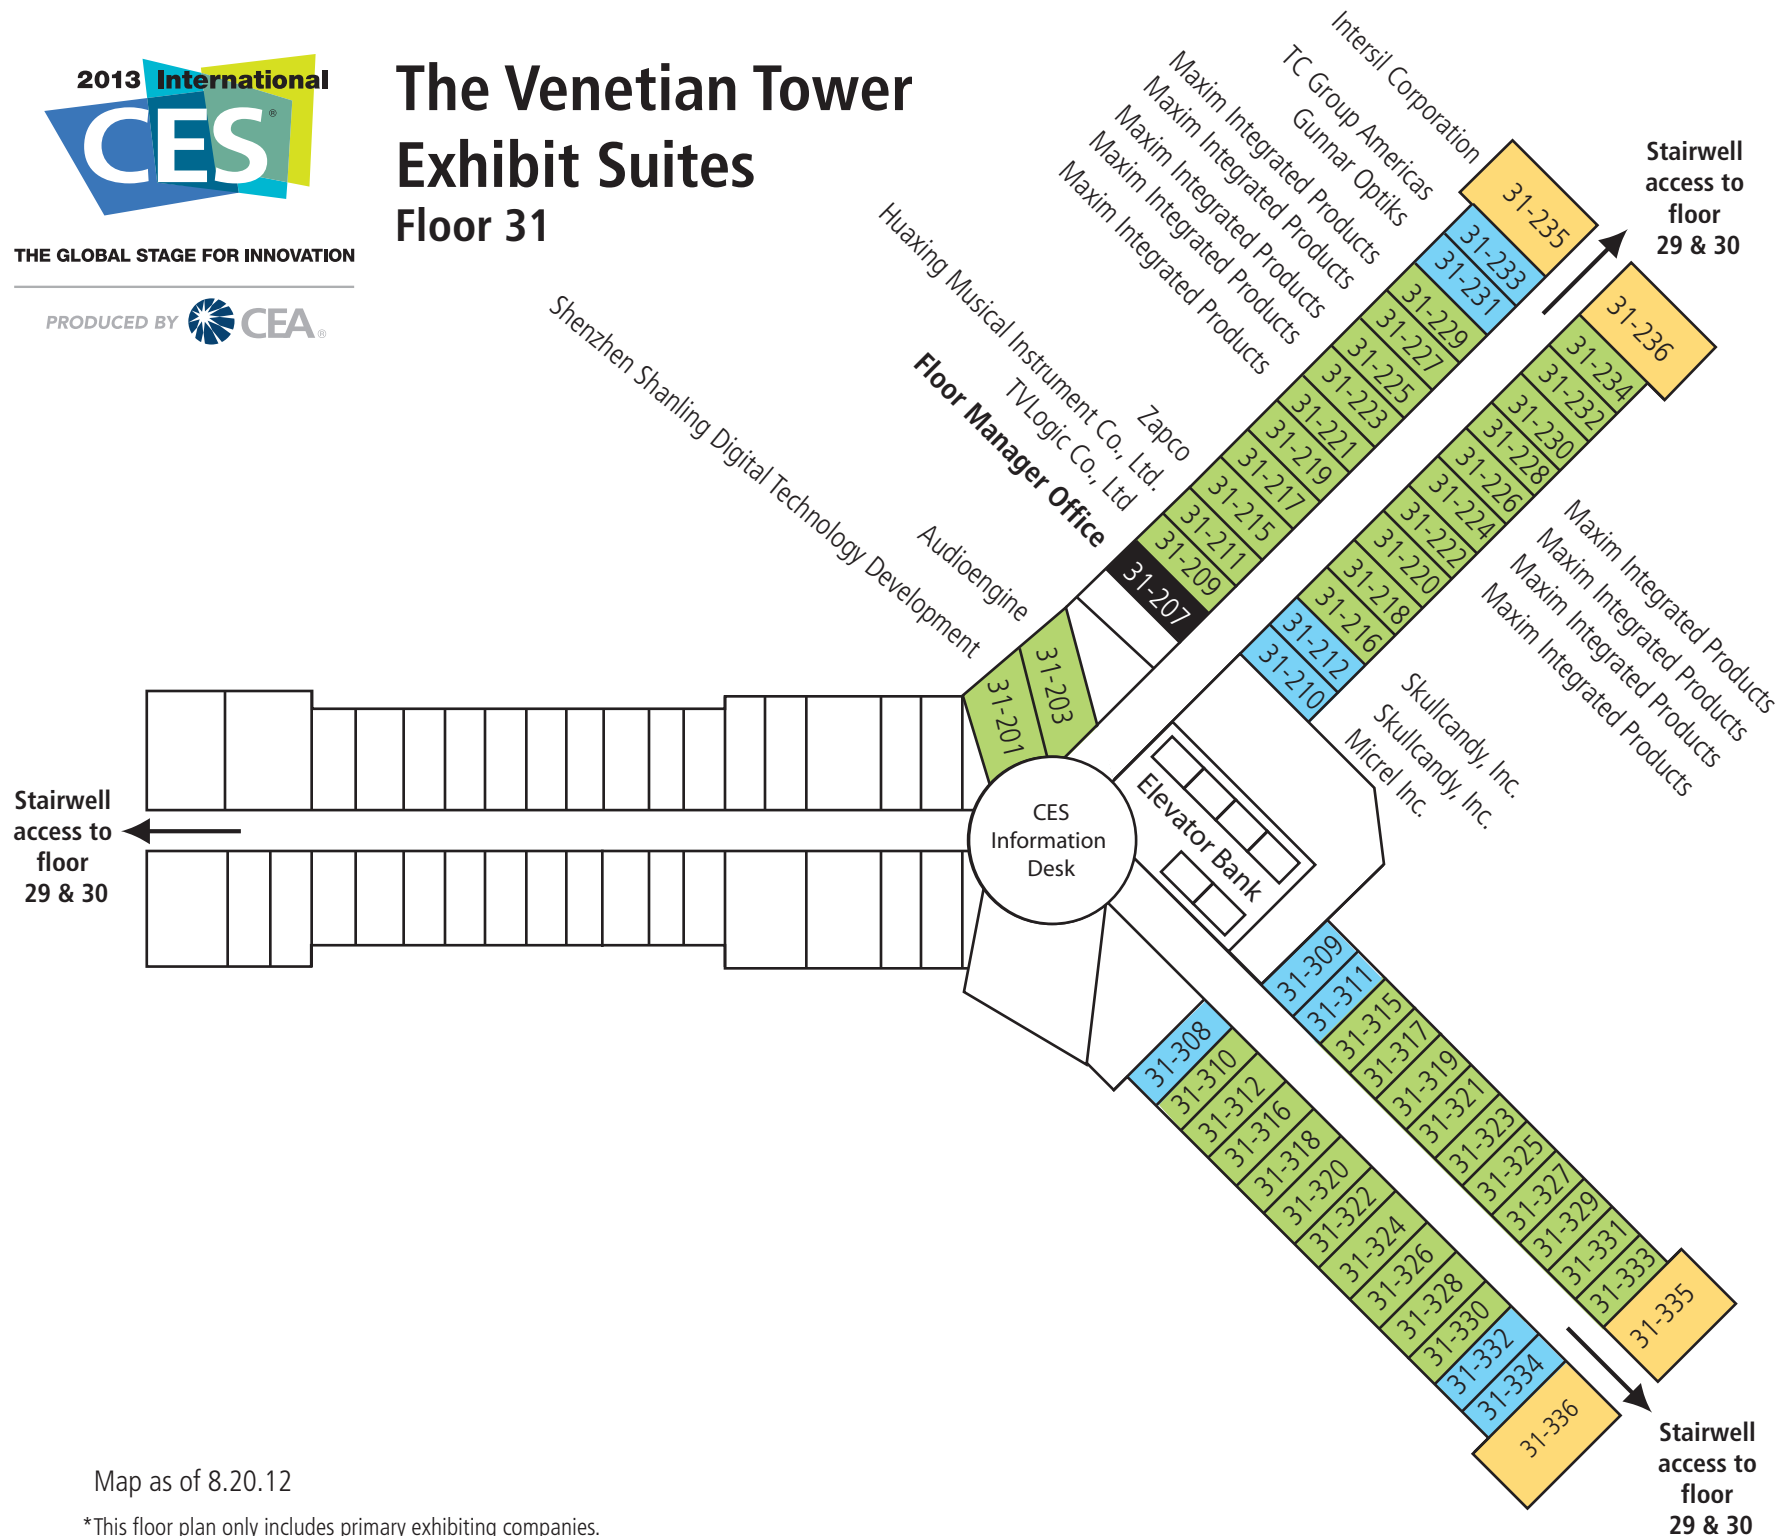 2013 International
CES®
THE GLOBAL STAGE FOR INNOVATION
PRODUCED BY CEA®
The Venetian Tower
Exhibit Suites
Floor 31
Intersil Corporation
TC Group Americas
Gunnar Optiks
Maxim Integrated Products
Maxim Integrated Products
Maxim Integrated Products
Maxim Integrated Products
Maxim Integrated Products
Zapco
Huaxing Musical Instrument Co., Ltd.
TVLogic Co., Ltd
Floor Manager Office
Audioengine
Shenzhen Shanling Digital Technology Development
31-235
31-233
31-231
31-229
31-227
31-225
31-223
31-221
31-219
31-217
31-215
31-211
31-209
31-207
31-203
31-201
Stairwell
access to
floor
29 & 30
31-236
31-234
31-232
31-230
31-228
31-226
31-224
31-222
31-220
31-218
31-216
31-212
31-210
Maxim Integrated Products
Maxim Integrated Products
Maxim Integrated Products
Maxim Integrated Products
Skullcandy, Inc.
Skullcandy, Inc.
Micrel Inc.
Stairwell
access to
floor
29 & 30
CES
Information
Desk
Elevator Bank
31-309
31-311
31-315
31-317
31-319
31-321
31-323
31-325
31-327
31-329
31-331
31-333
31-335
31-308
31-310
31-312
31-316
31-318
31-320
31-322
31-324
31-326
31-328
31-330
31-332
31-334
31-336
Stairwell
access to
floor
29 & 30
Map as of 8.20.12
*This floor plan only includes primary exhibiting companies.